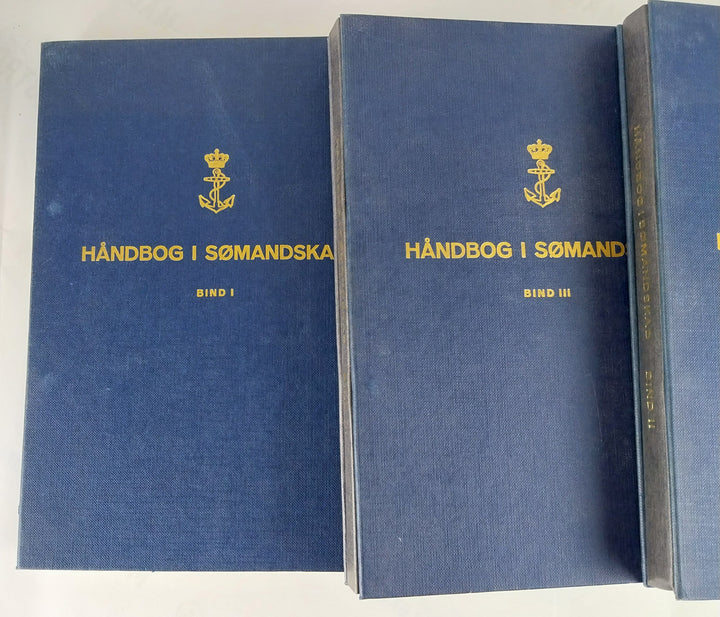 HÅNDBOG I SØMANDSKA
BIND I
HÅNDBOG I SØMANDS
BIND III
HÅNDBOG I SØMANDSKAB BIND II